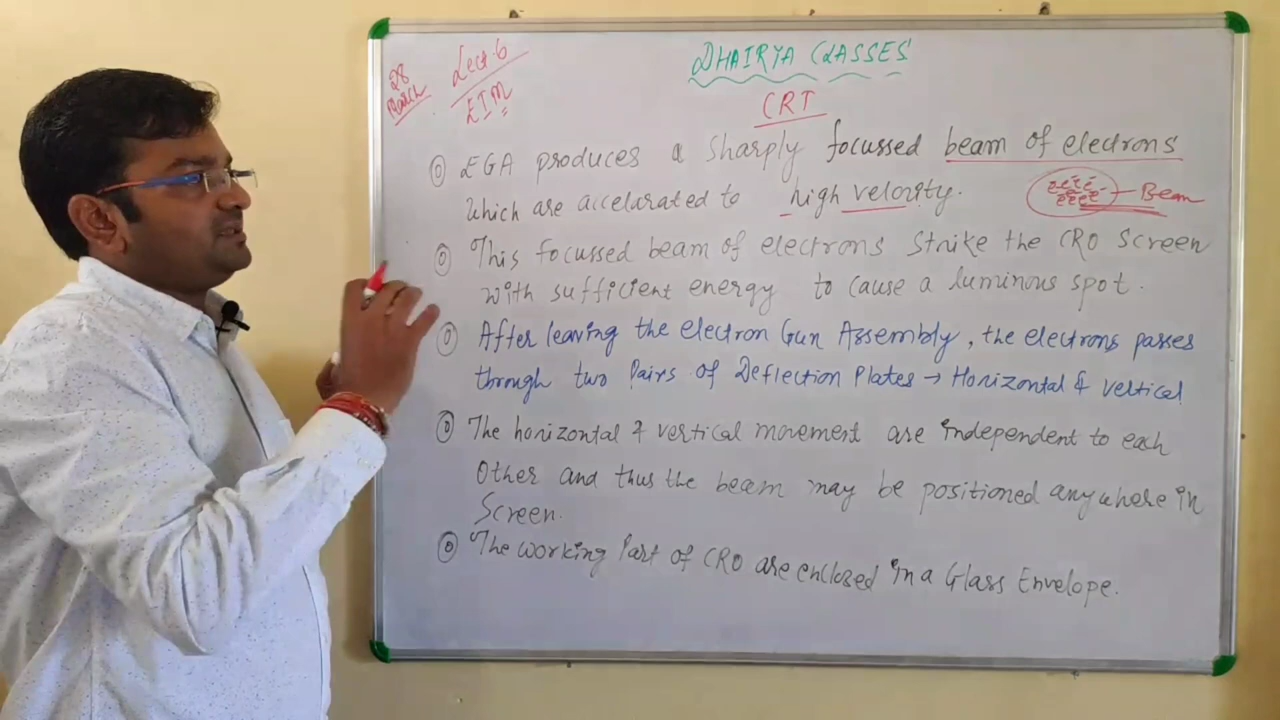 28
March
Lect-6
EIM
DHAIRYA CLASSES
CRT
EGA produces a sharply focussed beam of electrons
which are accelarated to high velority.
e- e- e- e-
e- e- e- e-
Beam
This focussed beam of electrons strike the CRO Screen
with sufficient energy to cause a luminous spot.
After leaving the electron Gun Assembly, the electrons passes
through two Pairs of Deflection Plates → Horizontal & vertical
The horizontal & vertical movement are independent to each
other and thus the beam may be positioned anywhere in
Screen.
The working Part of CRO are enclosed in a Glass Envelope.